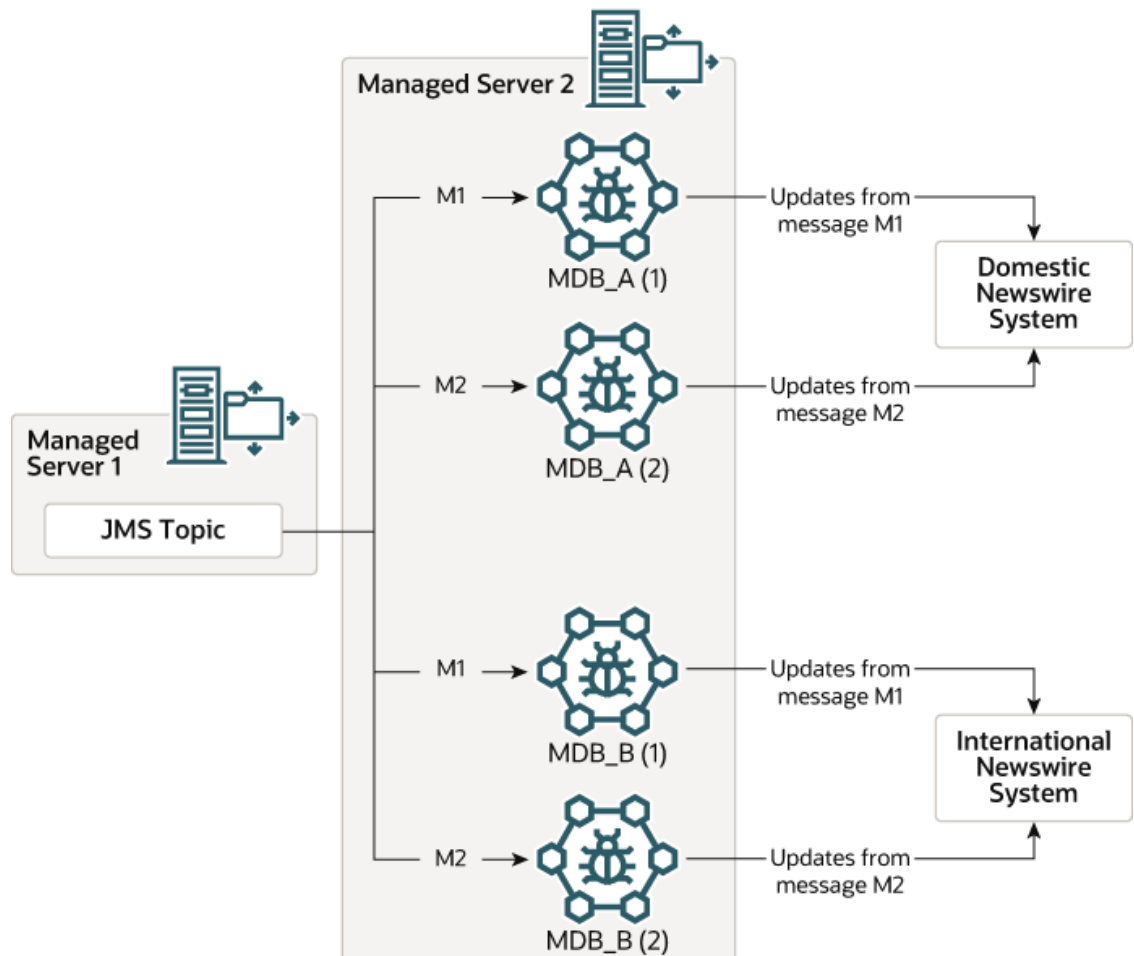 Managed Server 2
M1
Updates from
message M1
MDB_A (1)
Domestic
Newswire
System
M2
Updates from
message M2
MDB_A (2)
Managed
Server 1
JMS Topic
M1
Updates from
message M1
MDB_B (1)
International
Newswire
System
M2
Updates from
message M2
MDB_B (2)